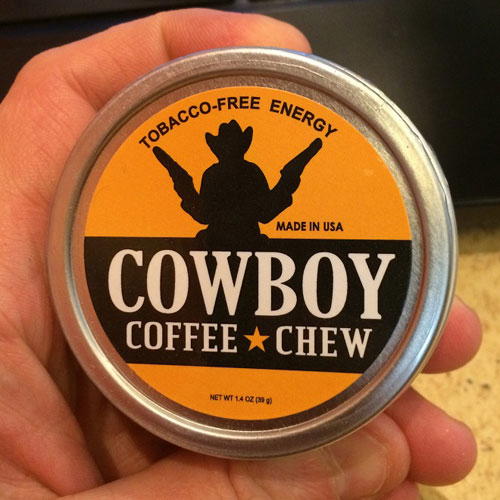 TOBACCO-FREE ENERGY
MADE IN USA
COWBOY
COFFEE ★ CHEW
NET WT 1.4 OZ (39 g)